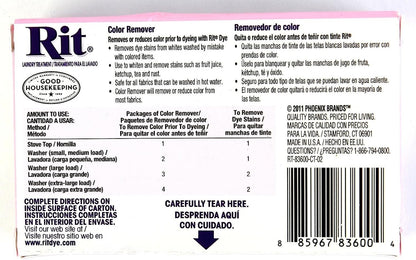 Rit®
LAUNDRY TREATMENT / TRATAMIENTO PARA EL LAVADO
GOOD
HOUSEKEEPING
Color Remover
Removes or reduces color prior to dyeing with Rit® Dye
• Removes dye stains from whites washed by mistake with colored items.
• Use to whiten and remove stains such as fruit juice, ketchup, tea and rust.
• Safe for all fabrics that can be washed in hot water.
• Color Remover will remove or reduce color from most fabrics.
Removedor de color
Quita o reduce el color antes de teñir con tinte Rit®
• Quita las manchas de tinte de las telas blancas lavadas por error con prendas de color.
• Úselo para blanquear y quitar las manchas de jugo de fruta, kétchup, té y óxido.
• Seguro para todo tipo de telas que se puedan lavar en agua caliente.
• El removedor de color quitará o reducirá el color en la mayoría de las telas.
AMOUNT TO USE/
CANTIDAD A USAR:
Method /
Método
Packages of Color Remover/
Paquetes de Removedor de color
To Remove Color Prior To Dyeing /
Para quitar el color antes de teñir
To Remove
Dye Stains /
Para quitar
manchas de tinte
Stove Top / Hornilla 1 1
Washer (small, medium load) /
Lavadora (carga pequeña, mediana) 2 1
Washer (large load) /
Lavadora (carga grande) 3 2
Washer (extra-large load) /
Lavadora (carga extra grande) 4 2
COMPLETE DIRECTIONS ON
INSIDE SURFACE OF CARTON.
INSTRUCCIONES COMPLETAS
EN EL INTERIOR DEL ENVASE.
Visit our web site at /
Visite nuestro sitio web en
www.ritdye.com
CAREFULLY TEAR HERE.
DESPRENDA AQUÍ
CON CUIDADO.
© 2011 PHOENIX BRANDS™
QUALITY BRANDS. PRICED FOR LIVING.
MARCAS DE CALIDAD CON PRECIOS
PARA LA VIDA. / STAMFORD, CT 06901
MADE IN U.S.A. / HECHO EN EE.UU.
QUESTIONS? / ¿PREGUNTAS? 1-866-794-0800.
RIT-83600-CT-02
8 85967 83600 4